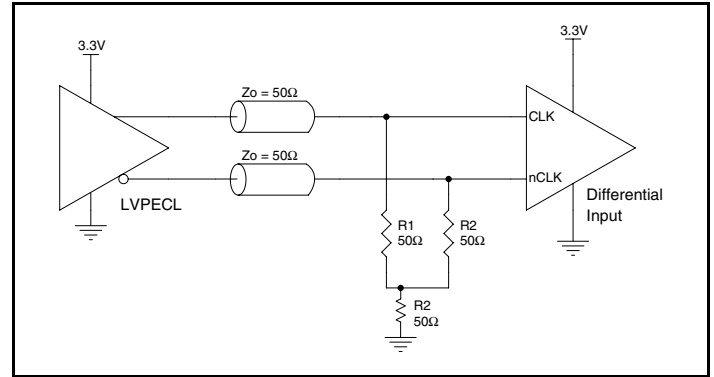 3.3V
3.3V
Zo = 50Ω
CLK
Zo = 50Ω
nCLK
LVPECL
Differential
Input
R1
50Ω
R2
50Ω
R2
50Ω